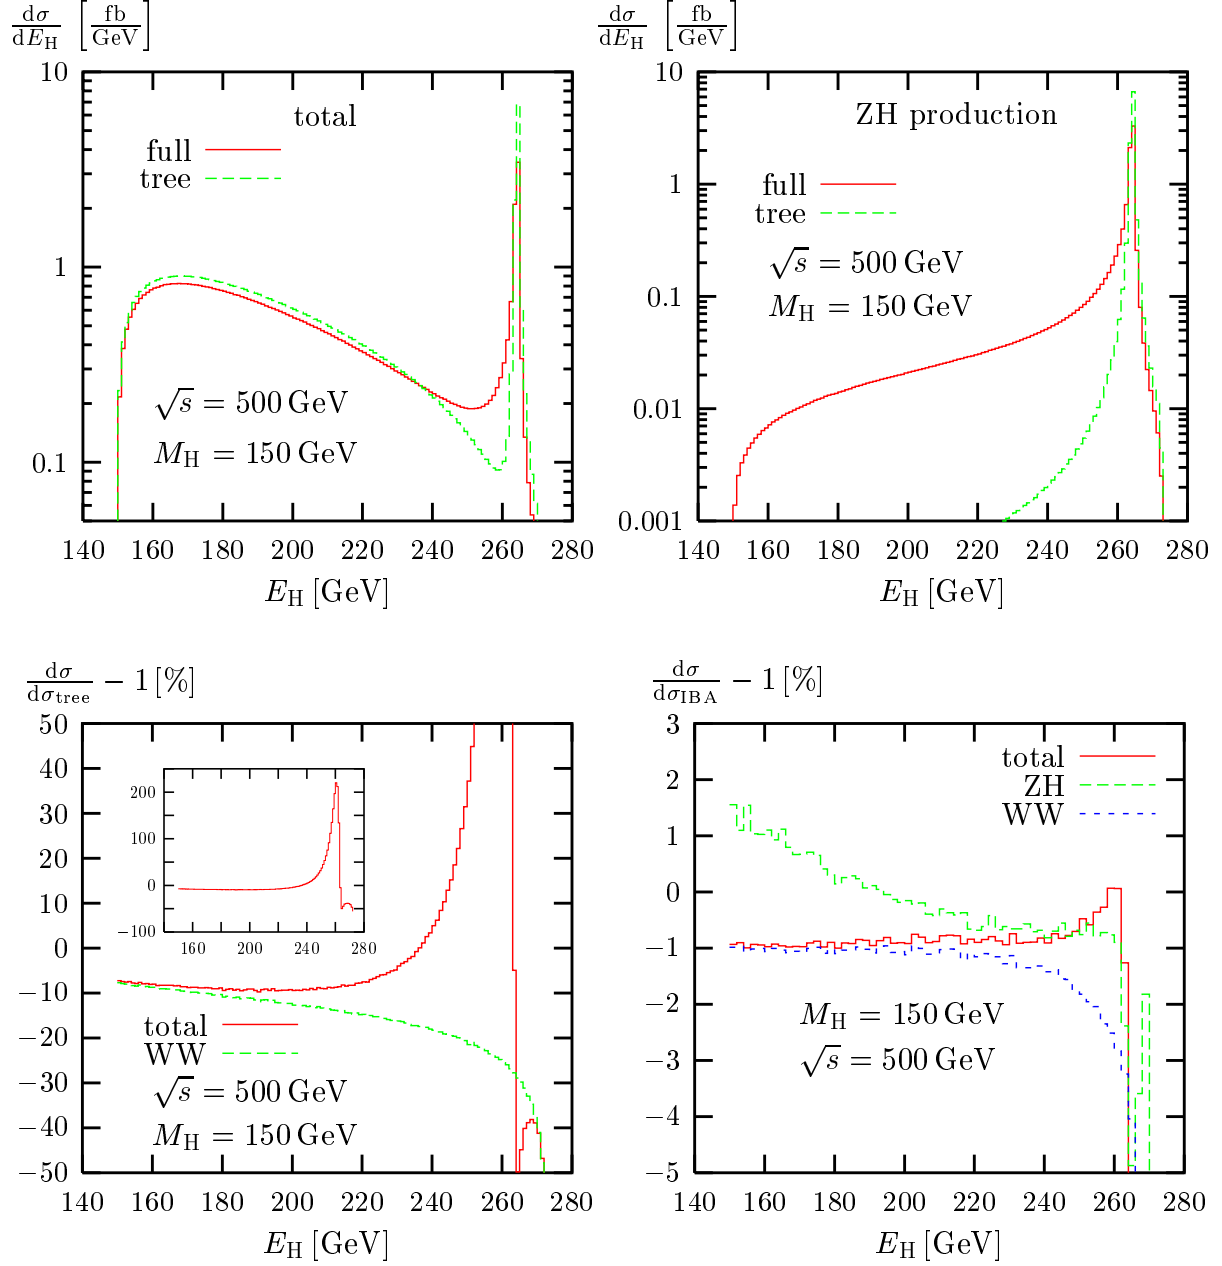 dσ/dE_H [fb/GeV]
total
full
tree
√s = 500 GeV
M_H = 150 GeV
10
1
0.1
140 160 180 200 220 240 260 280
E_H [GeV]
dσ/dE_H [fb/GeV]
ZH production
full
tree
√s = 500 GeV
M_H = 150 GeV
10
1
0.1
0.01
0.001
140 160 180 200 220 240 260 280
E_H [GeV]
dσ/dσ_tree − 1 [%]
50
40
30
20
10
0
−10
−20
−30
−40
−50
200
100
0
−100
160 200 240 280
total
WW
√s = 500 GeV
M_H = 150 GeV
140 160 180 200 220 240 260 280
E_H [GeV]
dσ/dσ_IBA − 1 [%]
total
ZH
WW
M_H = 150 GeV
√s = 500 GeV
3
2
1
0
−1
−2
−3
−4
−5
140 160 180 200 220 240 260 280
E_H [GeV]